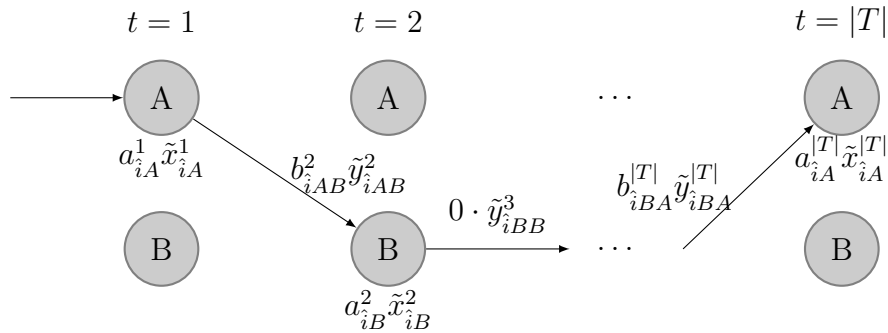 t = 1 t = 2 t = |T|
A A ··· A
a^1_{îA} x̃^1_{îA} b^2_{îAB} ỹ^2_{îAB} b^{|T|}_{îBA} ỹ^{|T|}_{îBA} a^{|T|}_{îA} x̃^{|T|}_{îA}
0 · ỹ^3_{îBB}
B B ··· B
a^2_{îB} x̃^2_{îB}